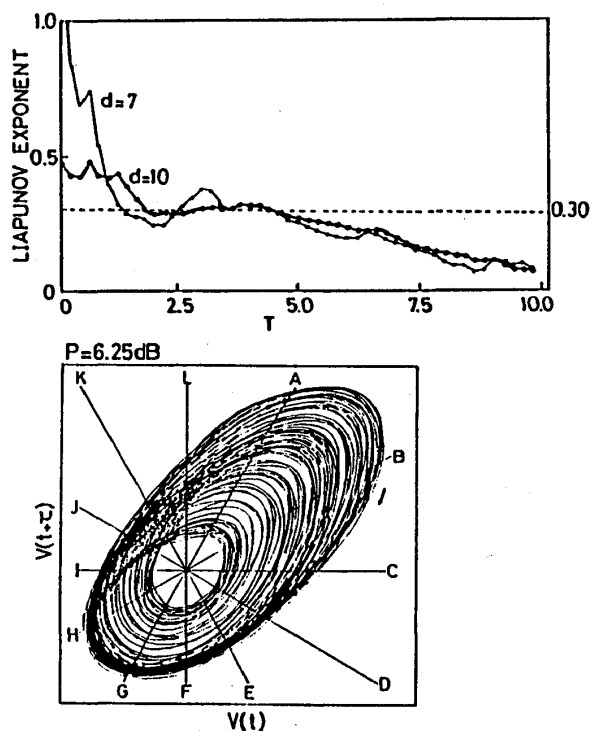 1.0
LIAPUNOV EXPONENT
d=7
0.5
d=10
0.30
0
0 2.5 5.0 7.5 10.0
T
P=6.25dB
K L A
B
J
V(t+τ)
I C
H
D
G F E
V(t)